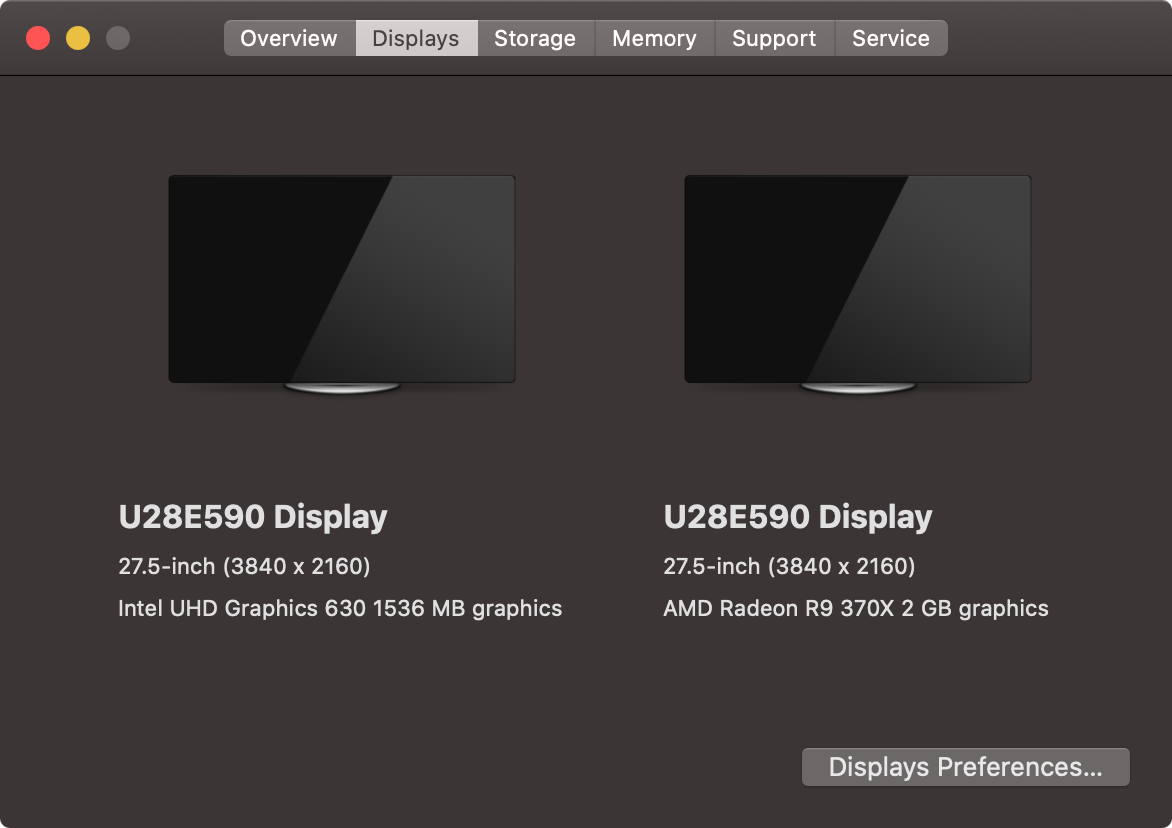 Overview Displays Storage Memory Support Service
U28E590 Display
27.5-inch (3840 x 2160)
Intel UHD Graphics 630 1536 MB graphics
U28E590 Display
27.5-inch (3840 x 2160)
AMD Radeon R9 370X 2 GB graphics
Displays Preferences...